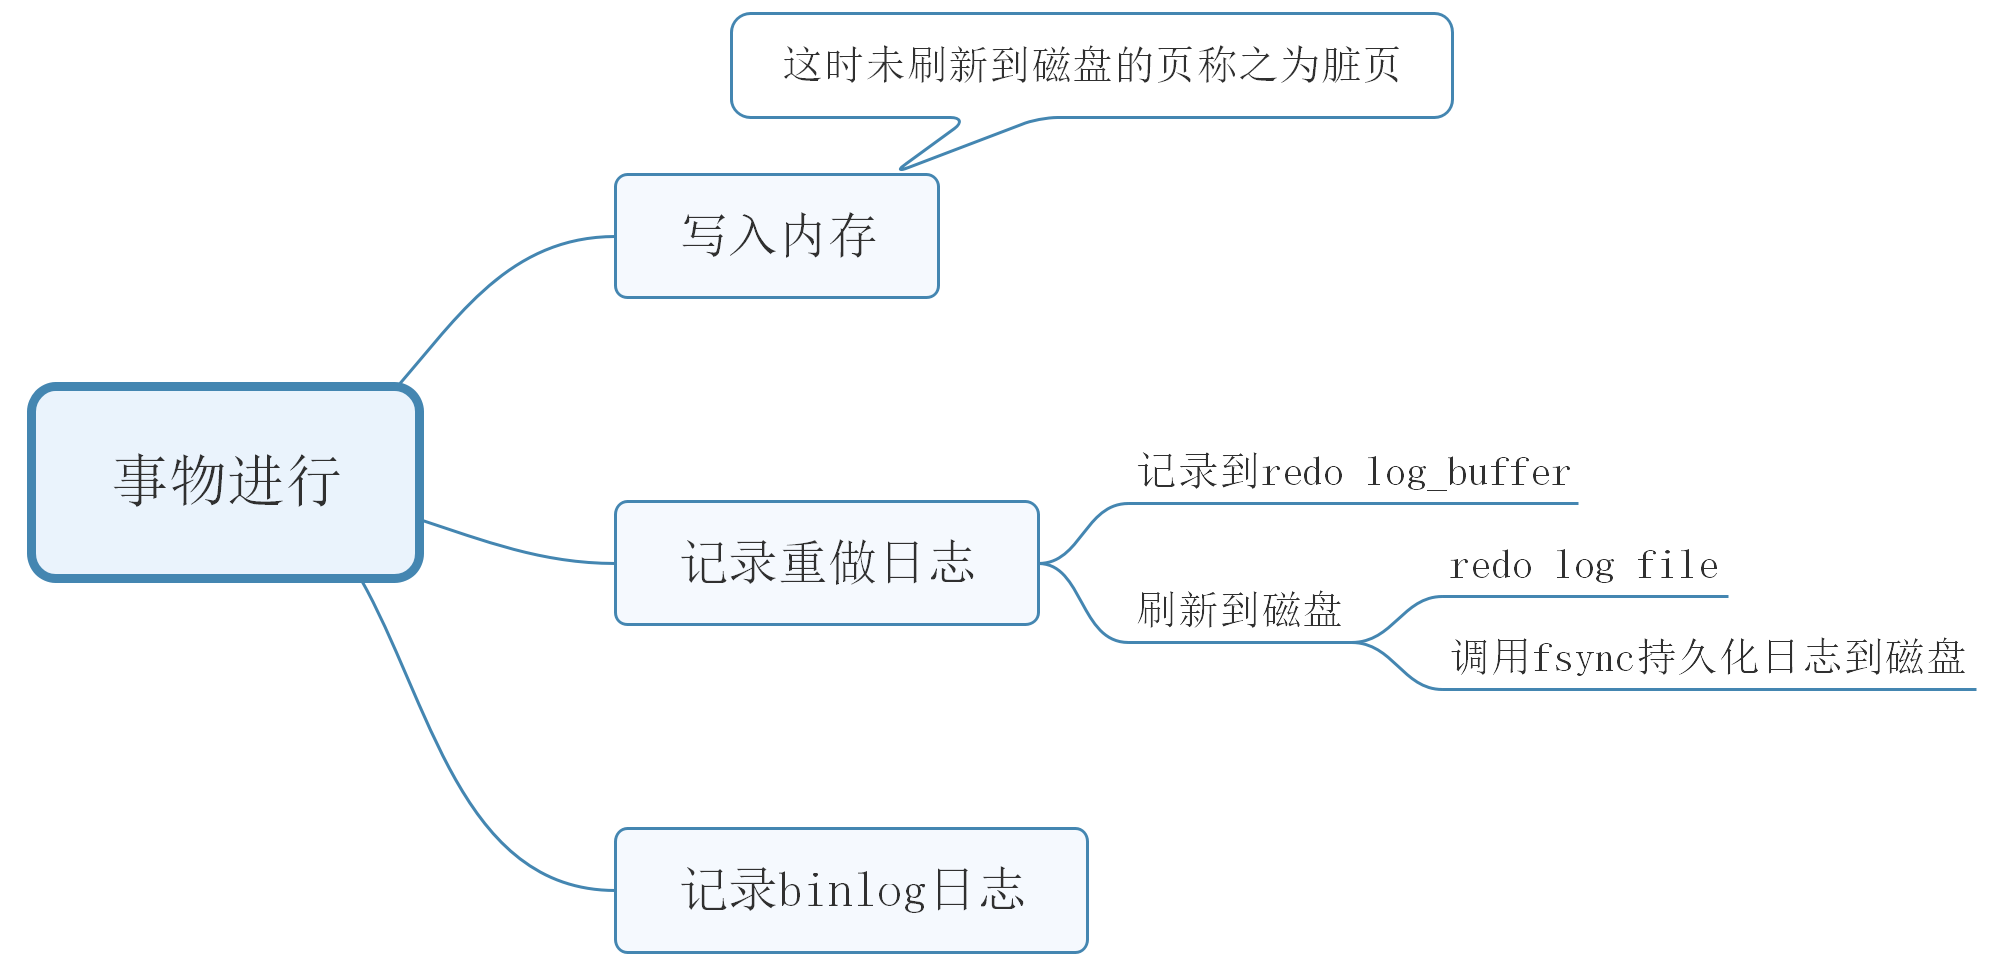 这时未刷新到磁盘的页称之为脏页
写入内存
事物进行
记录重做日志
记录到redo log_buffer
刷新到磁盘
redo log file
调用fsync持久化日志到磁盘
记录binlog日志